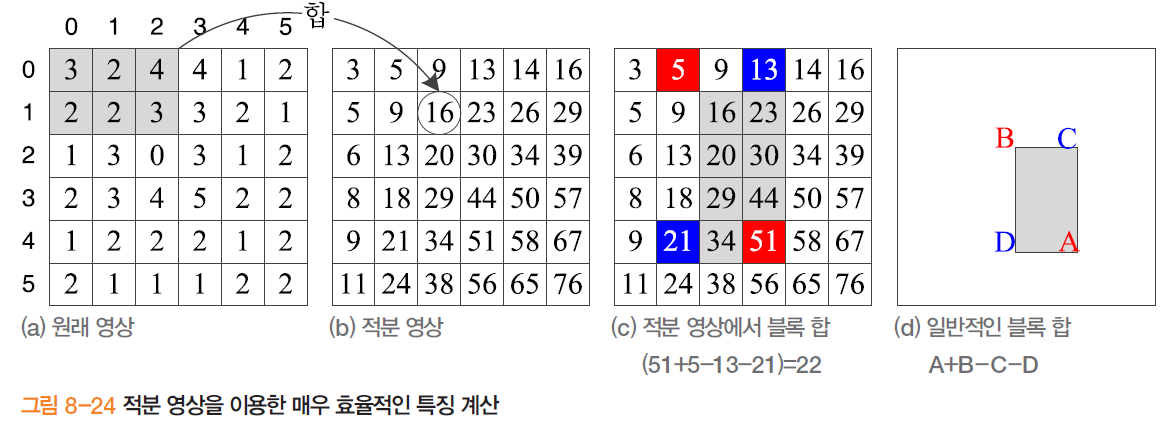 합
0 1 2 3 4 5
0 3 2 4 4 1 2
1 2 2 3 3 2 1
2 1 3 0 3 1 2
3 2 3 4 5 2 2
4 1 2 2 2 1 2
5 2 1 1 1 2 2
(a) 원래 영상
3 5 9 13 14 16
5 9 16 23 26 29
6 13 20 30 34 39
8 18 29 44 50 57
9 21 34 51 58 67
11 24 38 56 65 76
(b) 적분 영상
3 5 9 13 14 16
5 9 16 23 26 29
6 13 20 30 34 39
8 18 29 44 50 57
9 21 34 51 58 67
11 24 38 56 65 76
(c) 적분 영상에서 블록 합
(51+5–13–21)=22
B C
D A
(d) 일반적인 블록 합
A+B–C–D
그림 8–24 적분 영상을 이용한 매우 효율적인 특징 계산